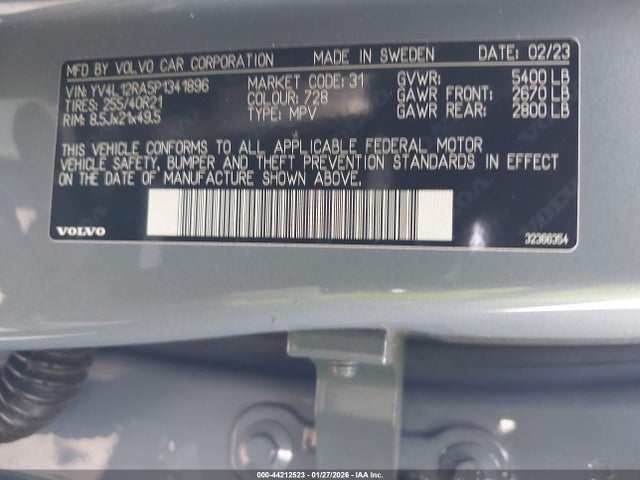 MFD. BY VOLVO CAR CORPORATION MADE IN SWEDEN DATE: 02/23
VIN: YV4L12RA5P1341896 MARKET CODE: 31 GVWR: 5400 LB
TIRES: 255/40R21 COLOUR: 728 GAWR FRONT: 2670 LB
RIM: 8.5Jx21x49.5 TYPE: MPV GAWR REAR: 2800 LB
THIS VEHICLE CONFORMS TO ALL APPLICABLE FEDERAL MOTOR
VEHICLE SAFETY, BUMPER AND THEFT PREVENTION STANDARDS IN EFFECT
ON THE DATE OF MANUFACTURE SHOWN ABOVE.
VOLVO 32366354
000-44212523 | 01/27/2026 - IAA Inc.